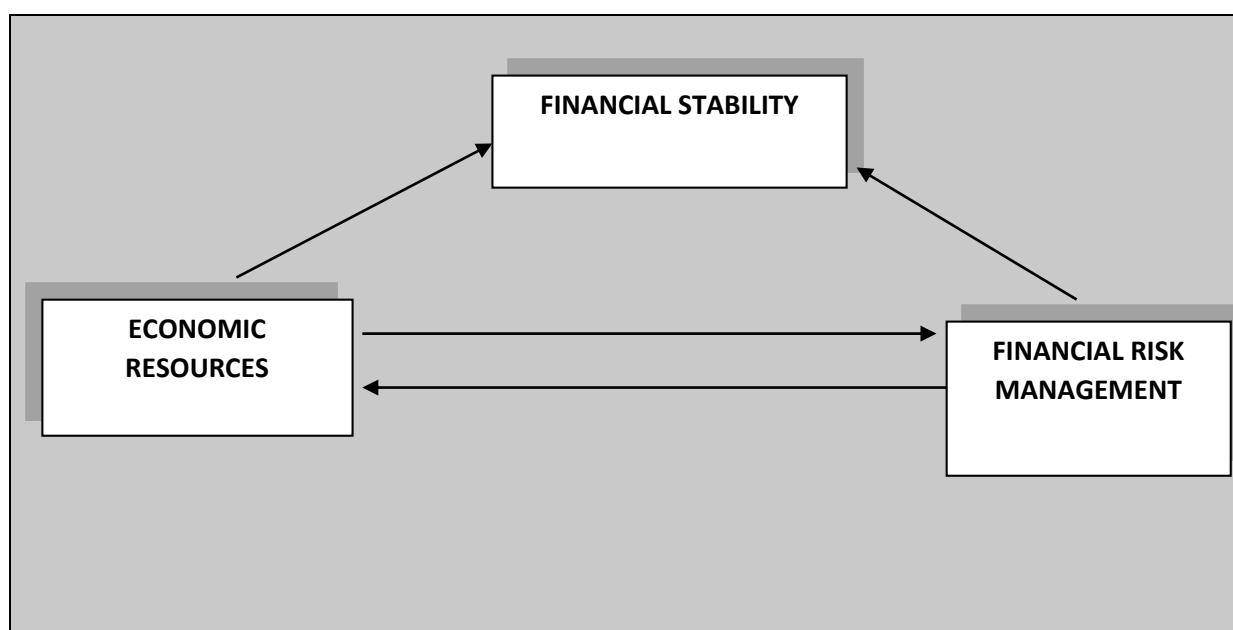 FINANCIAL STABILITY
ECONOMIC
RESOURCES
FINANCIAL RISK
MANAGEMENT